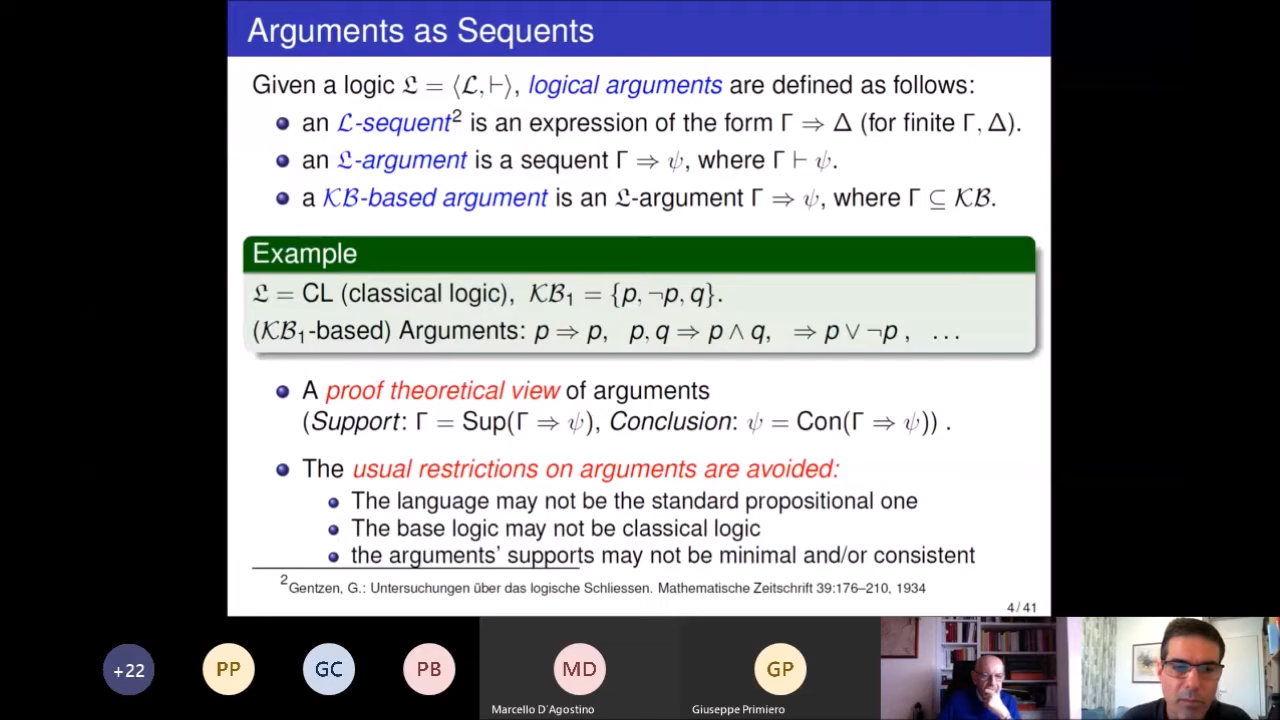 Arguments as Sequents
Given a logic 𝔏 = ⟨ℒ, ⊢⟩, logical arguments are defined as follows:
an ℒ-sequent² is an expression of the form Γ ⇒ Δ (for finite Γ, Δ).
an 𝔏-argument is a sequent Γ ⇒ ψ, where Γ ⊢ ψ.
a 𝒦ℬ-based argument is an 𝔏-argument Γ ⇒ ψ, where Γ ⊆ 𝒦ℬ.
Example
𝔏 = CL (classical logic), 𝒦ℬ₁ = {p, ¬p, q}.
(𝒦ℬ₁-based) Arguments: p ⇒ p, p, q ⇒ p ∧ q, ⇒ p ∨ ¬p , ...
A proof theoretical view of arguments
(Support: Γ = Sup(Γ ⇒ ψ), Conclusion: ψ = Con(Γ ⇒ ψ)) .
The usual restrictions on arguments are avoided:
The language may not be the standard propositional one
The base logic may not be classical logic
the arguments' supports may not be minimal and/or consistent
²Gentzen, G.: Untersuchungen über das logische Schliessen. Mathematische Zeitschrift 39:176–210, 1934
4 / 41
+22
PP
GC
PB
MD
GP
Marcello D'Agostino
Giuseppe Primiero